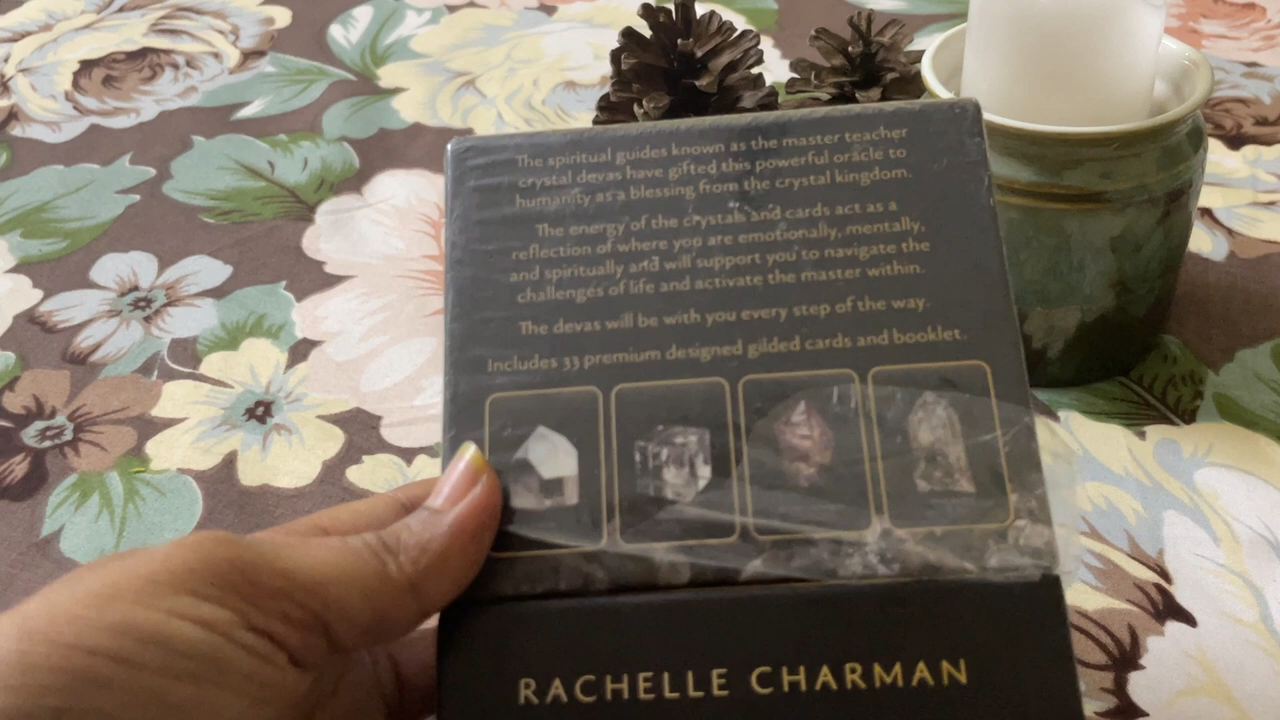 The spiritual guides known as the master teacher
crystal devas have gifted this powerful oracle to
humanity as a blessing from the crystal kingdom.
The energy of the crystals and cards act as a
reflection of where you are emotionally, mentally,
and spiritually and will support you to navigate the
challenges of life and activate the master within.
The devas will be with you every step of the way.
Includes 33 premium designed gilded cards and booklet.
RACHELLE CHARMAN